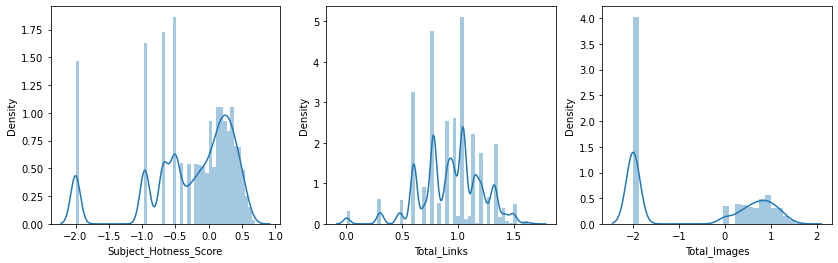 Density
1.75
1.50
1.25
1.00
0.75
0.50
0.25
0.00
−2.0 −1.5 −1.0 −0.5 0.0 0.5 1.0
Subject_Hotness_Score
Density
5
4
3
2
1
0
0.0 0.5 1.0 1.5
Total_Links
Density
4.0
3.5
3.0
2.5
2.0
1.5
1.0
0.5
0.0
−2 −1 0 1 2
Total_Images